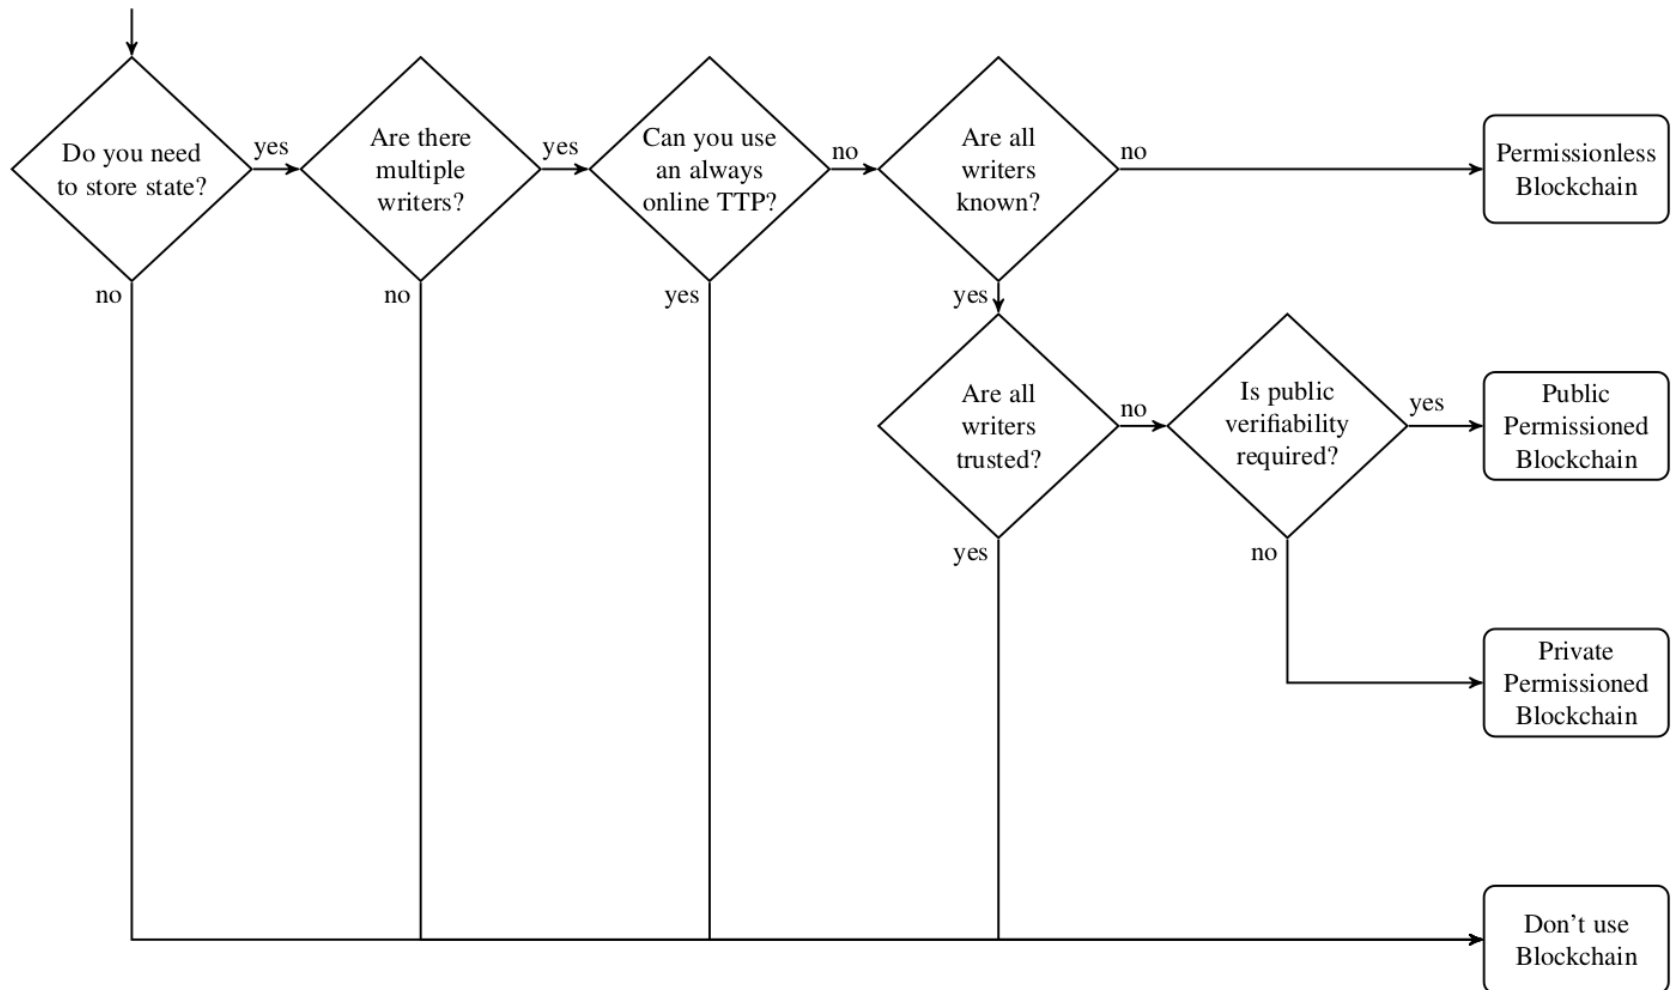 Do you need
to store state?
yes
no
Are there
multiple
writers?
yes
no
Can you use
an always
online TTP?
no
yes
Are all
writers
known?
no
yes
Permissionless
Blockchain
Are all
writers
trusted?
no
yes
Is public
verifiability
required?
yes
no
Public
Permissioned
Blockchain
Private
Permissioned
Blockchain
Don’t use
Blockchain